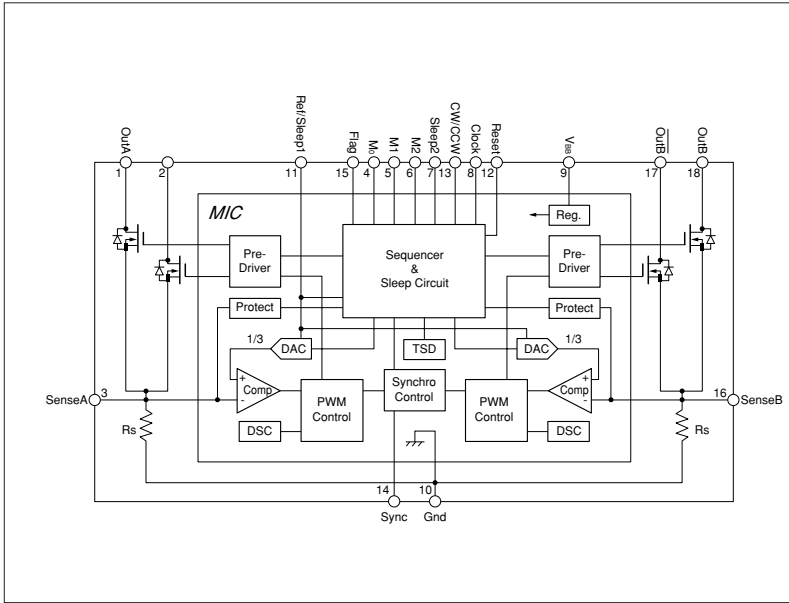 OutA
Ref/Sleep1
Flag
M0
M1
M2
Sleep2
CW/CCW
Clock
Reset
VBB
OutB
OutB
1
2
11
15
4
5
6
7
13
8
12
9
17
18
MIC
Reg.
Pre-
Driver
Sequencer
&
Sleep Circuit
Pre-
Driver
Protect
Protect
1/3
DAC
TSD
DAC
1/3
SenseA
3
+
Comp
-
PWM
Control
Synchro
Control
PWM
Control
+
Comp
-
16
SenseB
Rs
DSC
DSC
Rs
14
10
Sync
Gnd